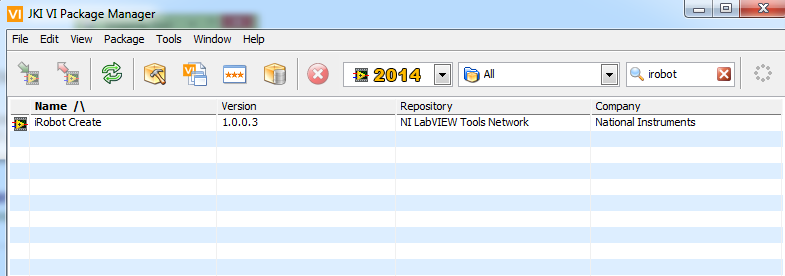 VI JKI VI Package Manager
File Edit View Package Tools Window Help
VI *** 2014 All irobot
Name /\ Version Repository Company
iRobot Create 1.0.0.3 NI LabVIEW Tools Network National Instruments